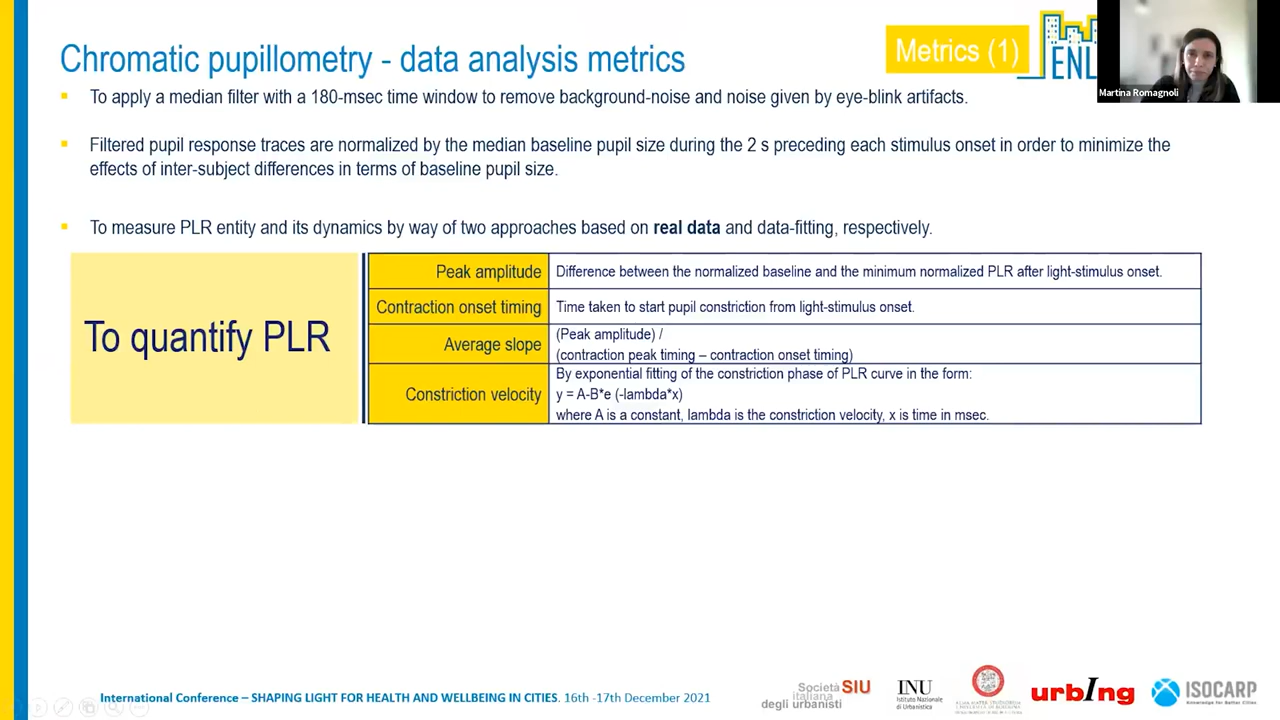 Chromatic pupillometry - data analysis metrics
Metrics (1)
ENL
Martina Romagnoli
To apply a median filter with a 180-msec time window to remove background-noise and noise given by eye-blink artifacts.
Filtered pupil response traces are normalized by the median baseline pupil size during the 2 s preceding each stimulus onset in order to minimize the
effects of inter-subject differences in terms of baseline pupil size.
To measure PLR entity and its dynamics by way of two approaches based on real data and data-fitting, respectively.
To quantify PLR
Peak amplitude
Difference between the normalized baseline and the minimum normalized PLR after light-stimulus onset.
Contraction onset timing
Time taken to start pupil constriction from light-stimulus onset.
Average slope
(Peak amplitude) /
(contraction peak timing – contraction onset timing)
Constriction velocity
By exponential fitting of the constriction phase of PLR curve in the form:
y = A-B*e (-lambda*x)
where A is a constant, lambda is the constriction velocity, x is time in msec.
International Conference – SHAPING LIGHT FOR HEALTH AND WELLBEING IN CITIES. 16th -17th December 2021
Società SIU
italiana
degli urbanisti
INU
Istituto Nazionale
di Urbanistica
urbIng
ISOCARP
Knowledge for Better Cities